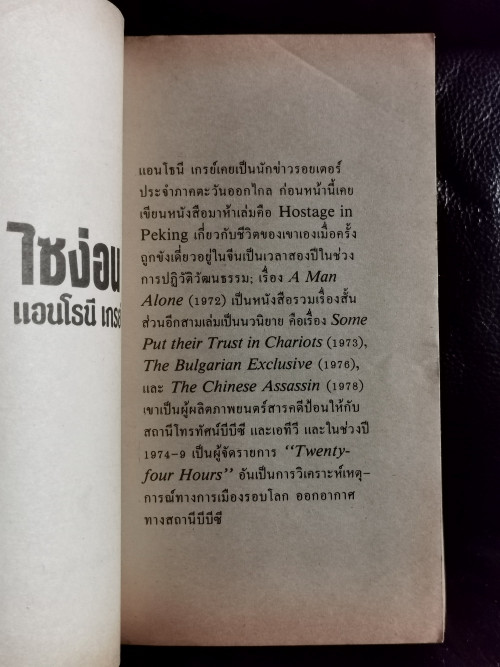 ไซ่ง่อน
แอนโธนี เกรย์
แอนโธนี เกรย์เคยเป็นนักข่าวรอยเตอร์
ประจำภาคตะวันออกไกล ก่อนหน้านี้เคย
เขียนหนังสือมาห้าเล่มคือ Hostage in
Peking เกี่ยวกับชีวิตของเขาเองเมื่อครั้ง
ถูกขังเดี่ยวอยู่ในจีนเป็นเวลาสองปีในช่วง
การปฏิวัติวัฒนธรรม; เรื่อง A Man
Alone (1972) เป็นหนังสือรวมเรื่องสั้น
ส่วนอีกสามเล่มเป็นนวนิยาย คือเรื่อง Some
Put their Trust in Chariots (1973),
The Bulgarian Exclusive (1976),
และ The Chinese Assassin (1978)
เขาเป็นผู้ผลิตภาพยนตร์สารคดีป้อนให้กับ
สถานีโทรทัศน์บีบีซี และเอทีวี และในช่วงปี
1974-9 เป็นผู้จัดรายการ “Twenty-
four Hours” อันเป็นการวิเคราะห์เหตุ-
การณ์ทางการเมืองรอบโลก ออกอากาศ
ทางสถานีบีบีซี